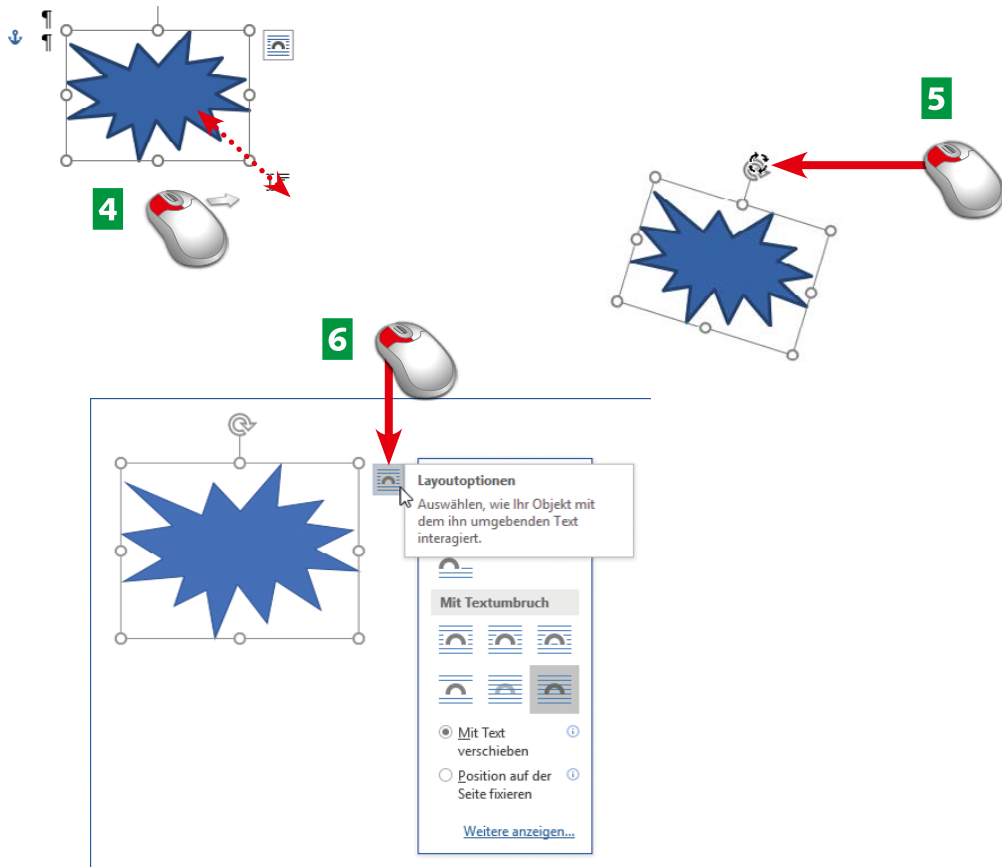 ¶
¶
4
5
6
Layoutoptionen
Auswählen, wie Ihr Objekt mit
dem ihn umgebenden Text
interagiert.
Mit Textumbruch
Mit Text
verschieben
Position auf der
Seite fixieren
Weitere anzeigen...